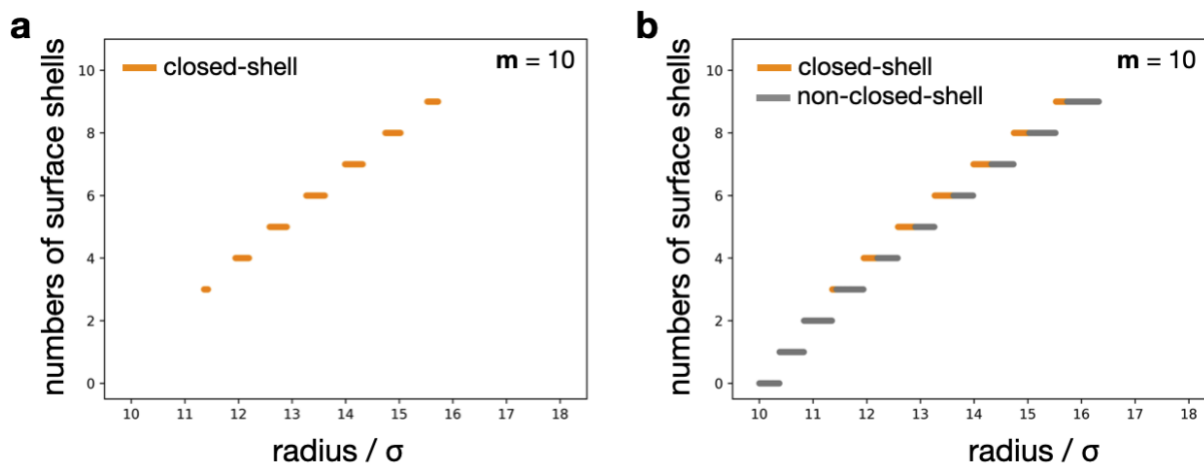 a
numbers of surface shells
closed-shell
m = 10
10
8
6
4
2
0
10 11 12 13 14 15 16 17 18
radius / σ
b
numbers of surface shells
closed-shell
non-closed-shell
m = 10
10
8
6
4
2
0
10 11 12 13 14 15 16 17 18
radius / σ